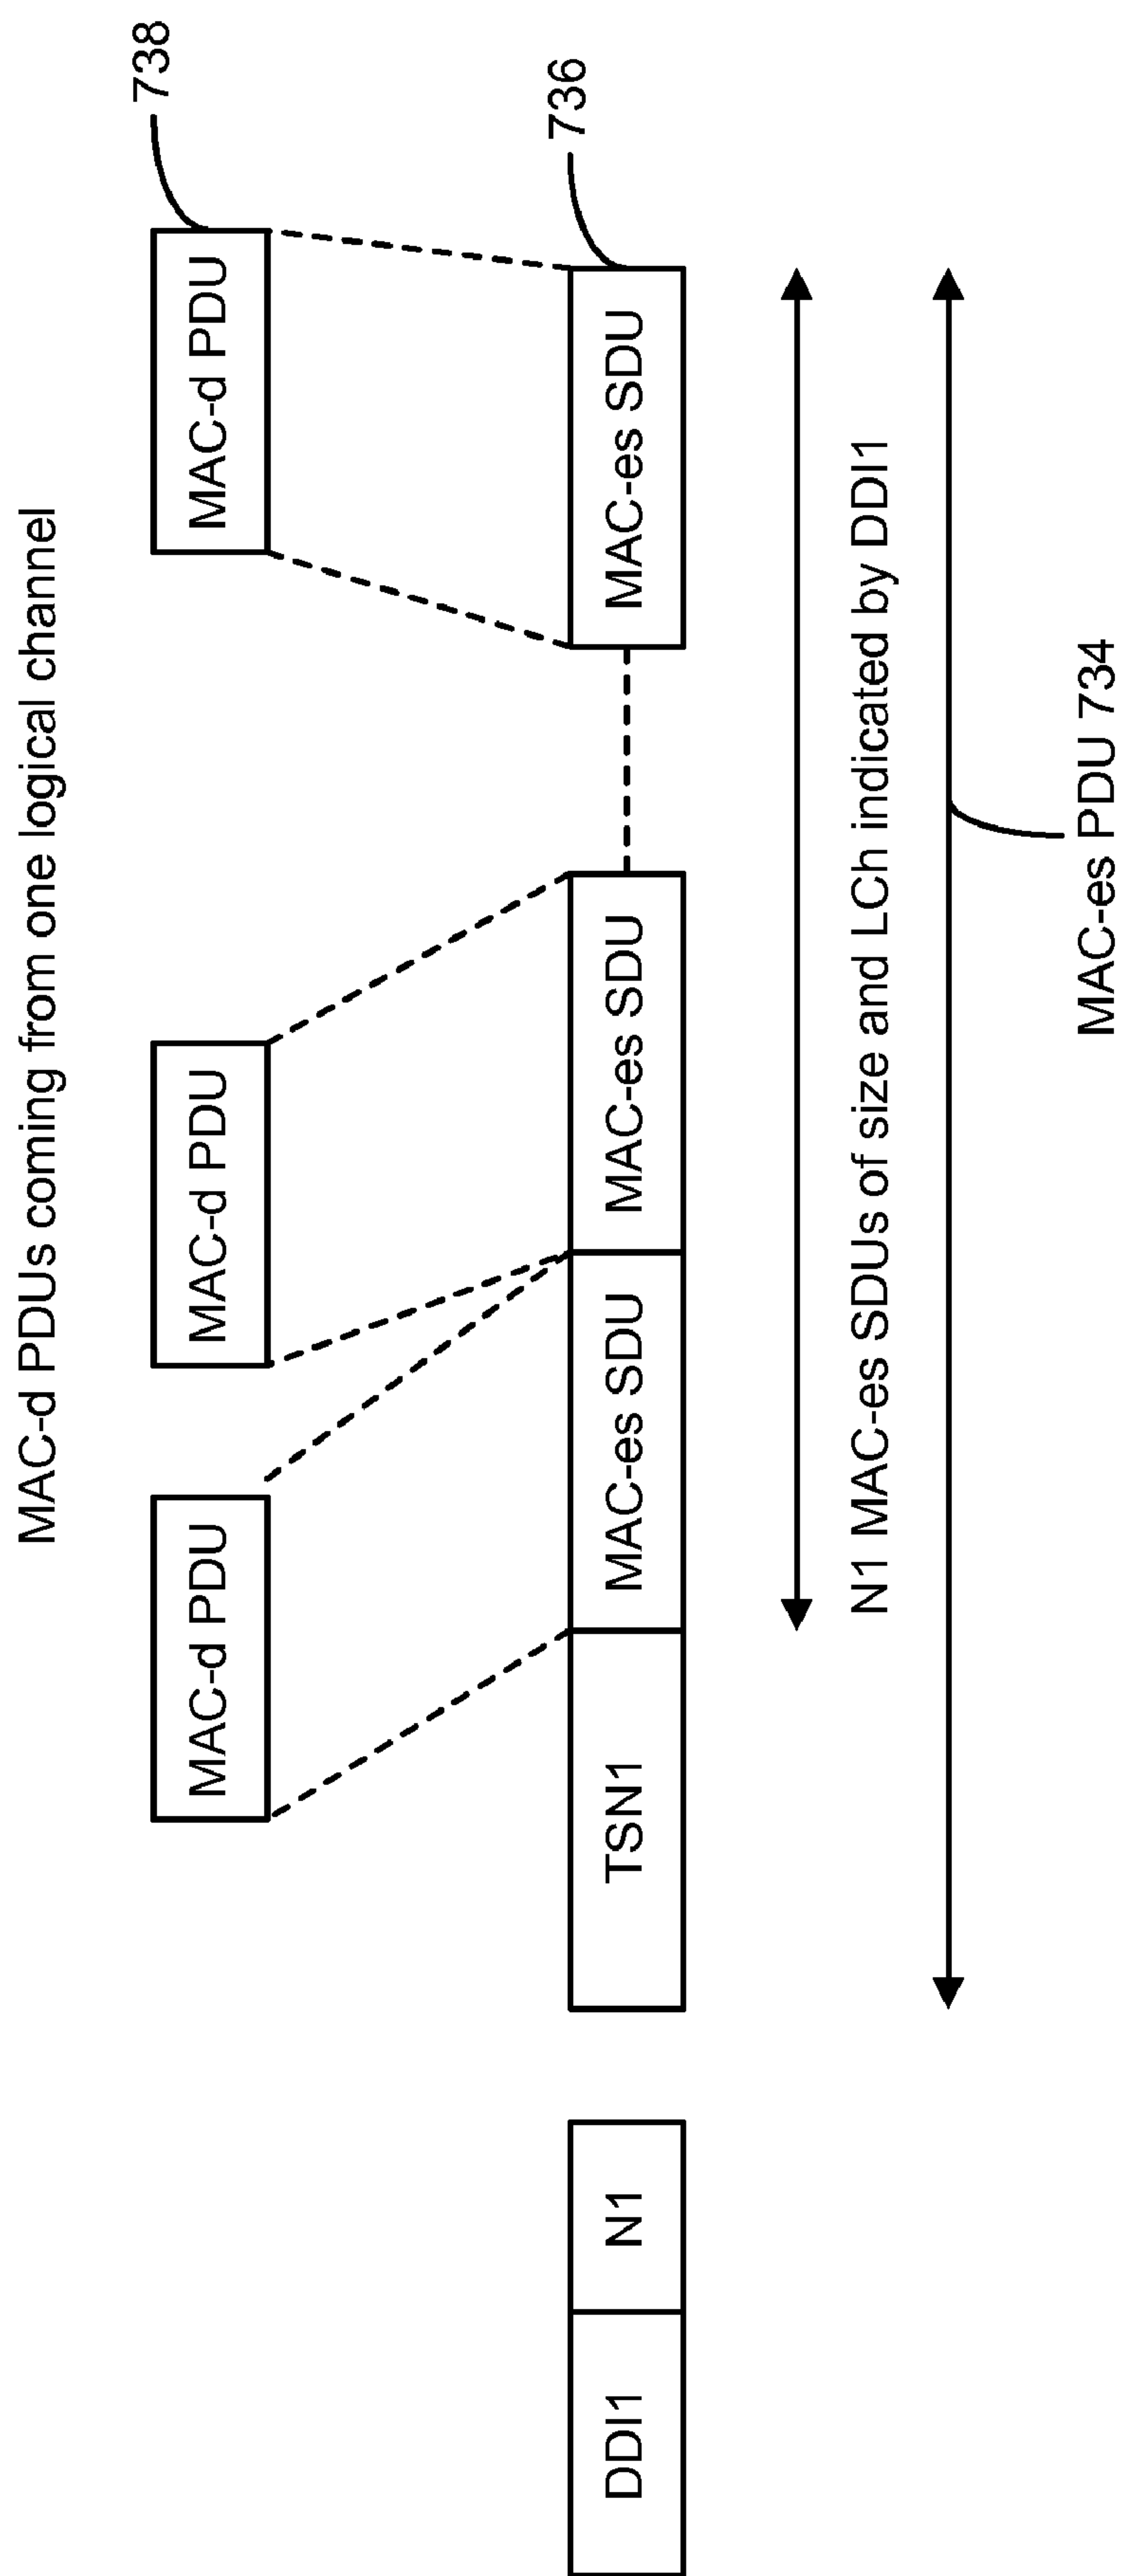 MAC-d PDUs coming from one logical channel
MAC-d PDU
MAC-d PDU
MAC-d PDU
738
DDI1
N1
TSN1
MAC-es SDU
MAC-es SDU
MAC-es SDU
736
N1 MAC-es SDUs of size and LCh indicated by DDI1
MAC-es PDU 734